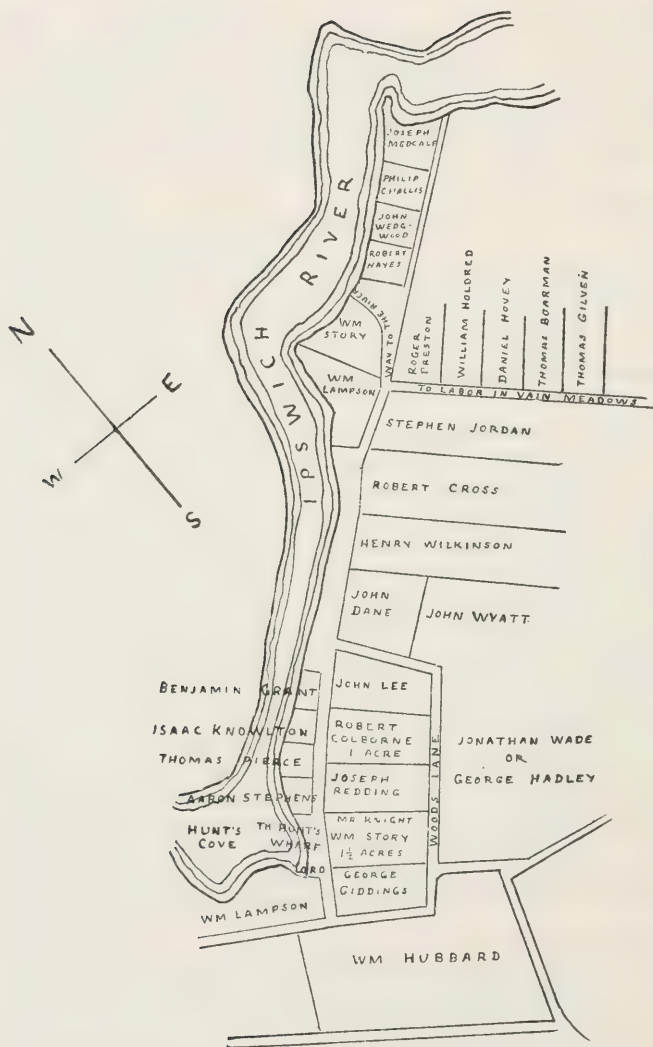 JOSEPH
MEDCALF
PHILIP
CHALLIS
JOHN
WEDG-
WOOD
ROBERT
HAYES
IPSWICH RIVER
WAY TO THE RIVER
WM
STORY
WM
LAMPSON
ROGER
PRESTON
WILLIAM HOLDRED
DANIEL HOVEY
THOMAS BOARMAN
THOMAS GILVEN
TO LABOR IN VAIN MEADOWS
N
E
W
S
STEPHEN JORDAN
ROBERT CROSS
HENRY WILKINSON
JOHN
DANE
JOHN WYATT
BENJAMIN GRANT
ISAAC KNOWLTON
THOMAS PIERCE
AARON STEPHENS
HUNT'S
COVE
TH HUNT'S
WHARF
LORD
JOHN LEE
ROBERT
COLBORNE
1 ACRE
JOSEPH
REDDING
MR KNIGHT
WM STORY
1½ ACRES
GEORGE
GIDDINGS
WOODS LANE
JONATHAN WADE
OR
GEORGE HADLEY
WM LAMPSON
WM HUBBARD